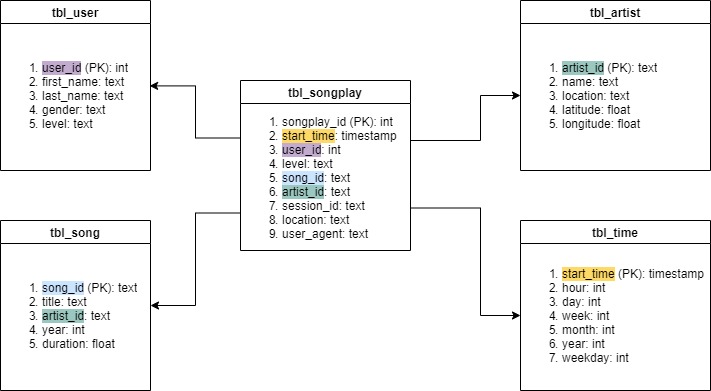 tbl_user
1. user_id (PK): int
2. first_name: text
3. last_name: text
4. gender: text
5. level: text
tbl_songplay
1. songplay_id (PK): int
2. start_time: timestamp
3. user_id: int
4. level: text
5. song_id: text
6. artist_id: text
7. session_id: text
8. location: text
9. user_agent: text
tbl_artist
1. artist_id (PK): text
2. name: text
3. location: text
4. latitude: float
5. longitude: float
tbl_song
1. song_id (PK): text
2. title: text
3. artist_id: text
4. year: int
5. duration: float
tbl_time
1. start_time (PK): timestamp
2. hour: int
3. day: int
4. week: int
5. month: int
6. year: int
7. weekday: int